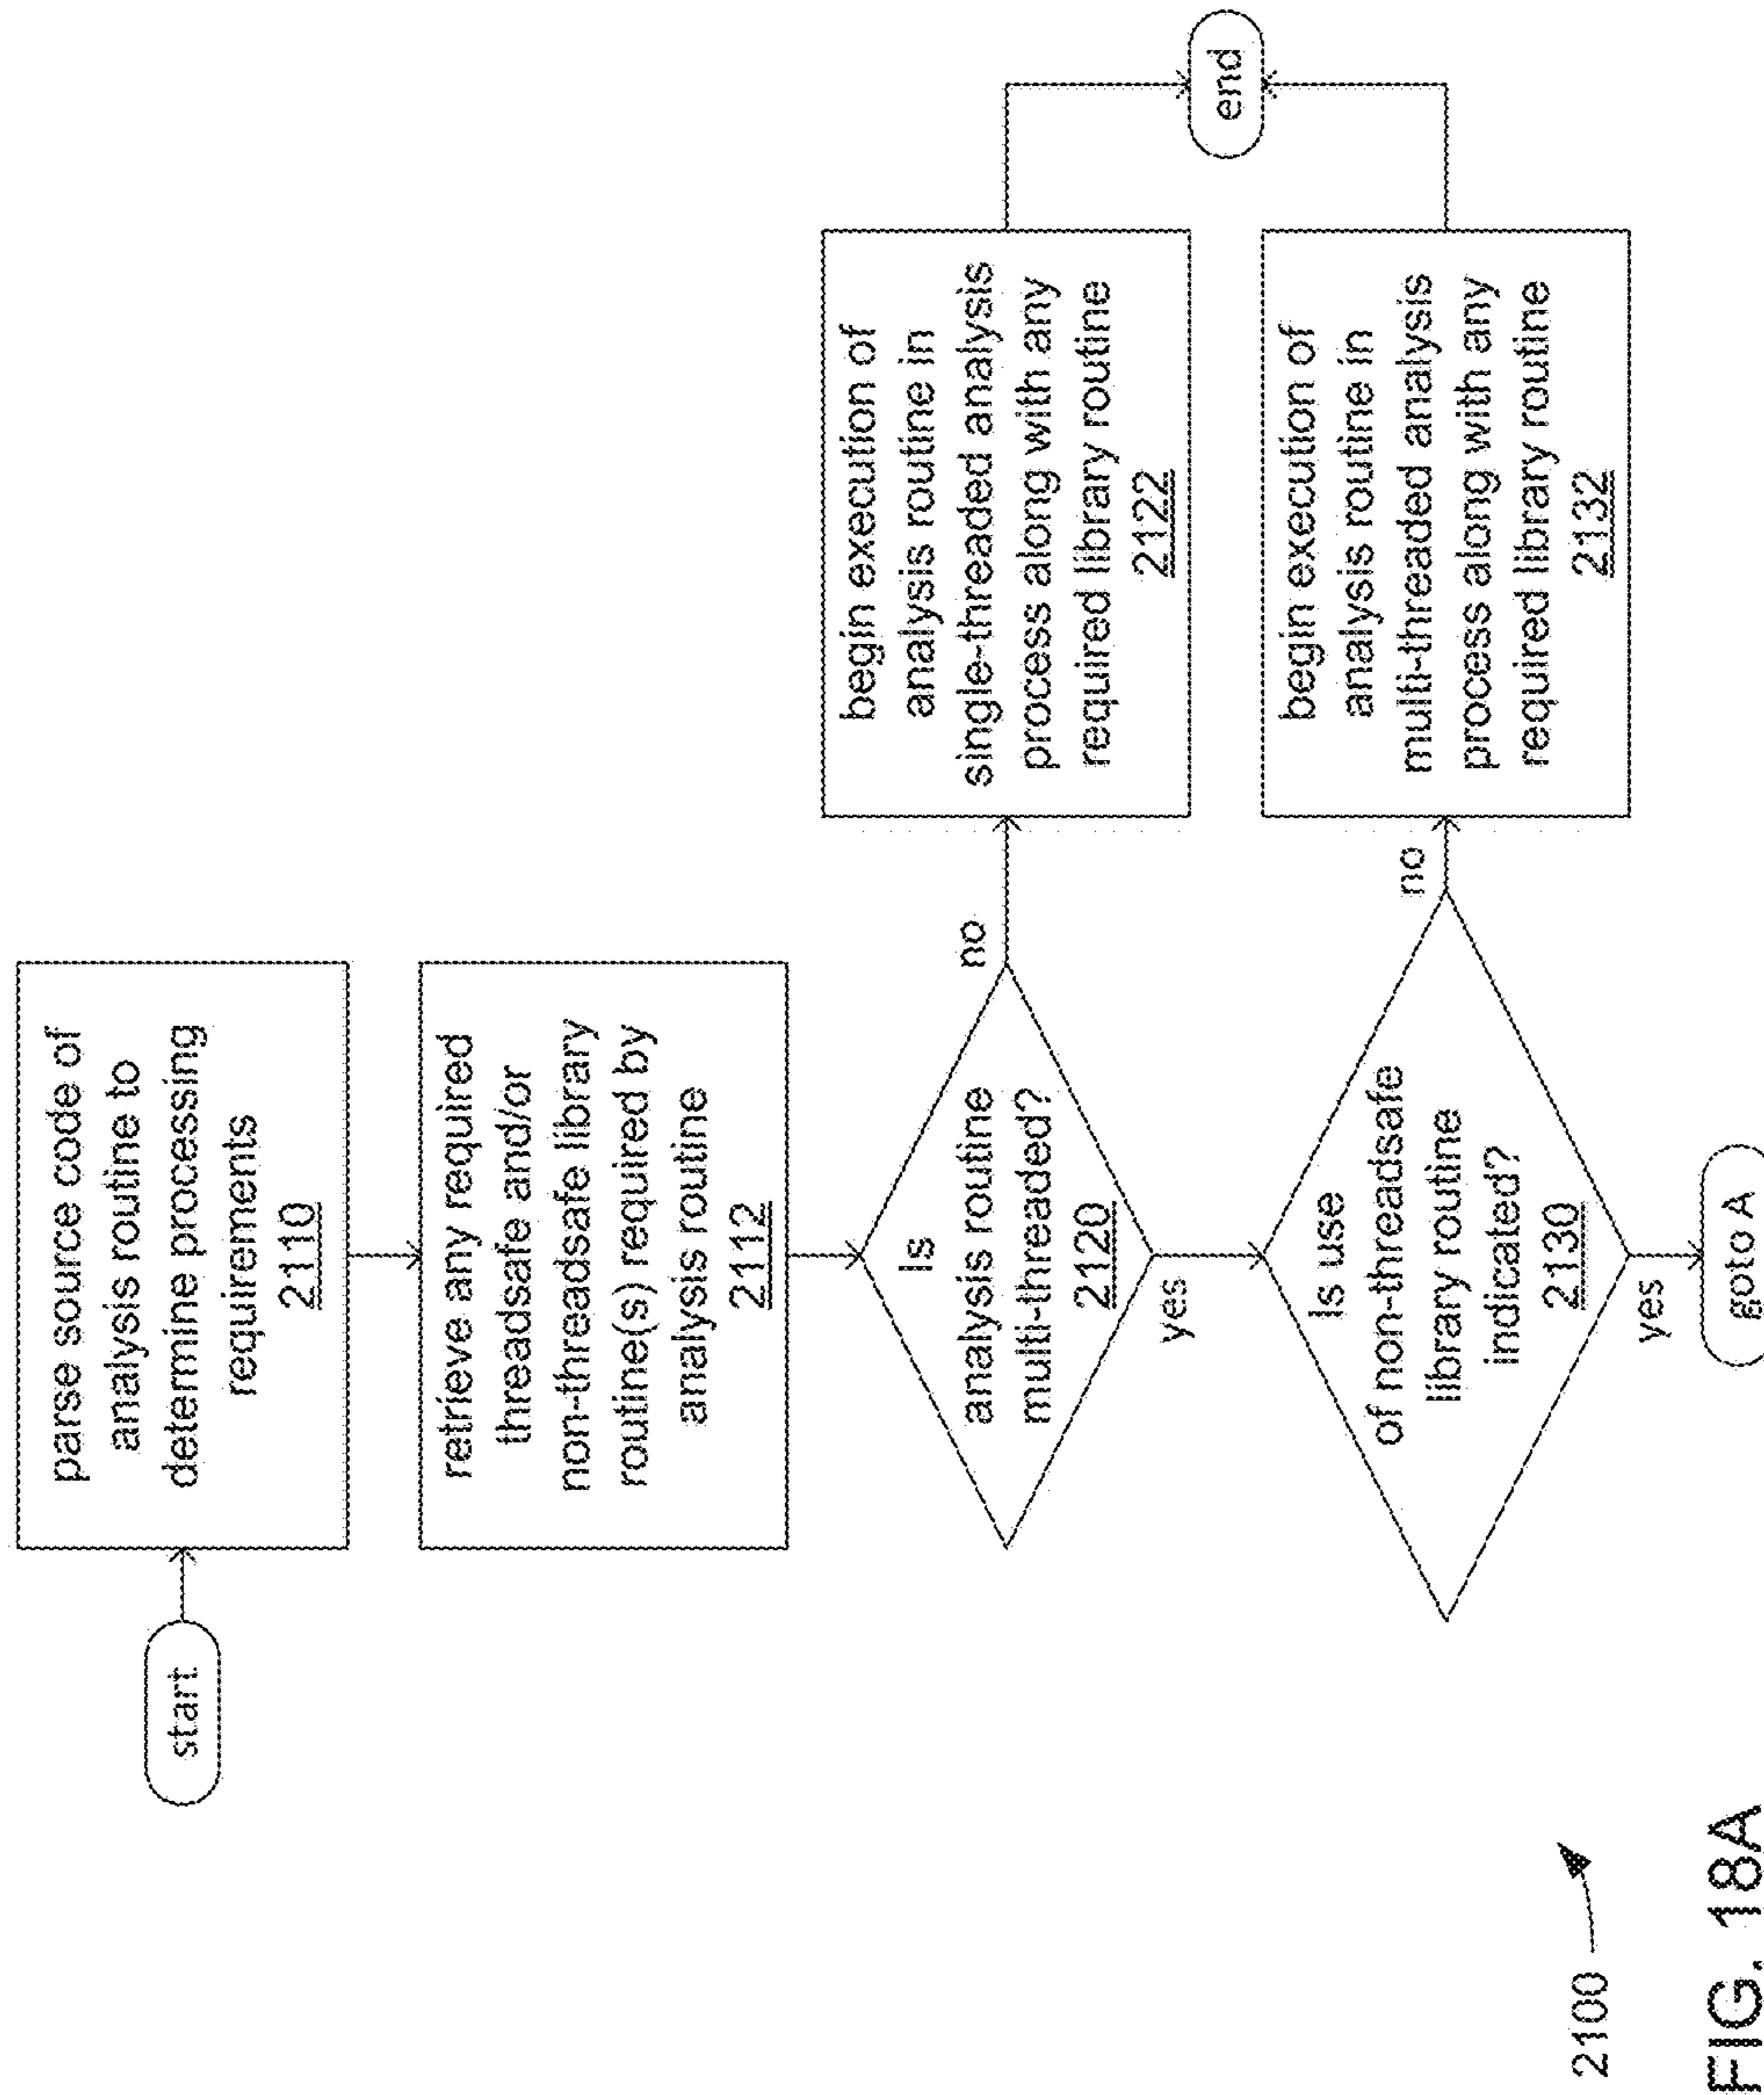 start
parse source code of
analysis routine to
determine processing
requirements
2110
retrieve any required
threadsafe and/or
non-threadsafe library
routine(s) required by
analysis routine
2112
Is
analysis routine
multi-threaded?
2120
no
yes
begin execution of
analysis routine in
single-threaded analysis
process along with any
required library routine
2122
Is use
of non-threadsafe
library routine
indicated?
2130
no
yes
begin execution of
analysis routine in
multi-threaded analysis
process along with any
required library routine
2132
end
goto A
2100
FIG. 18A